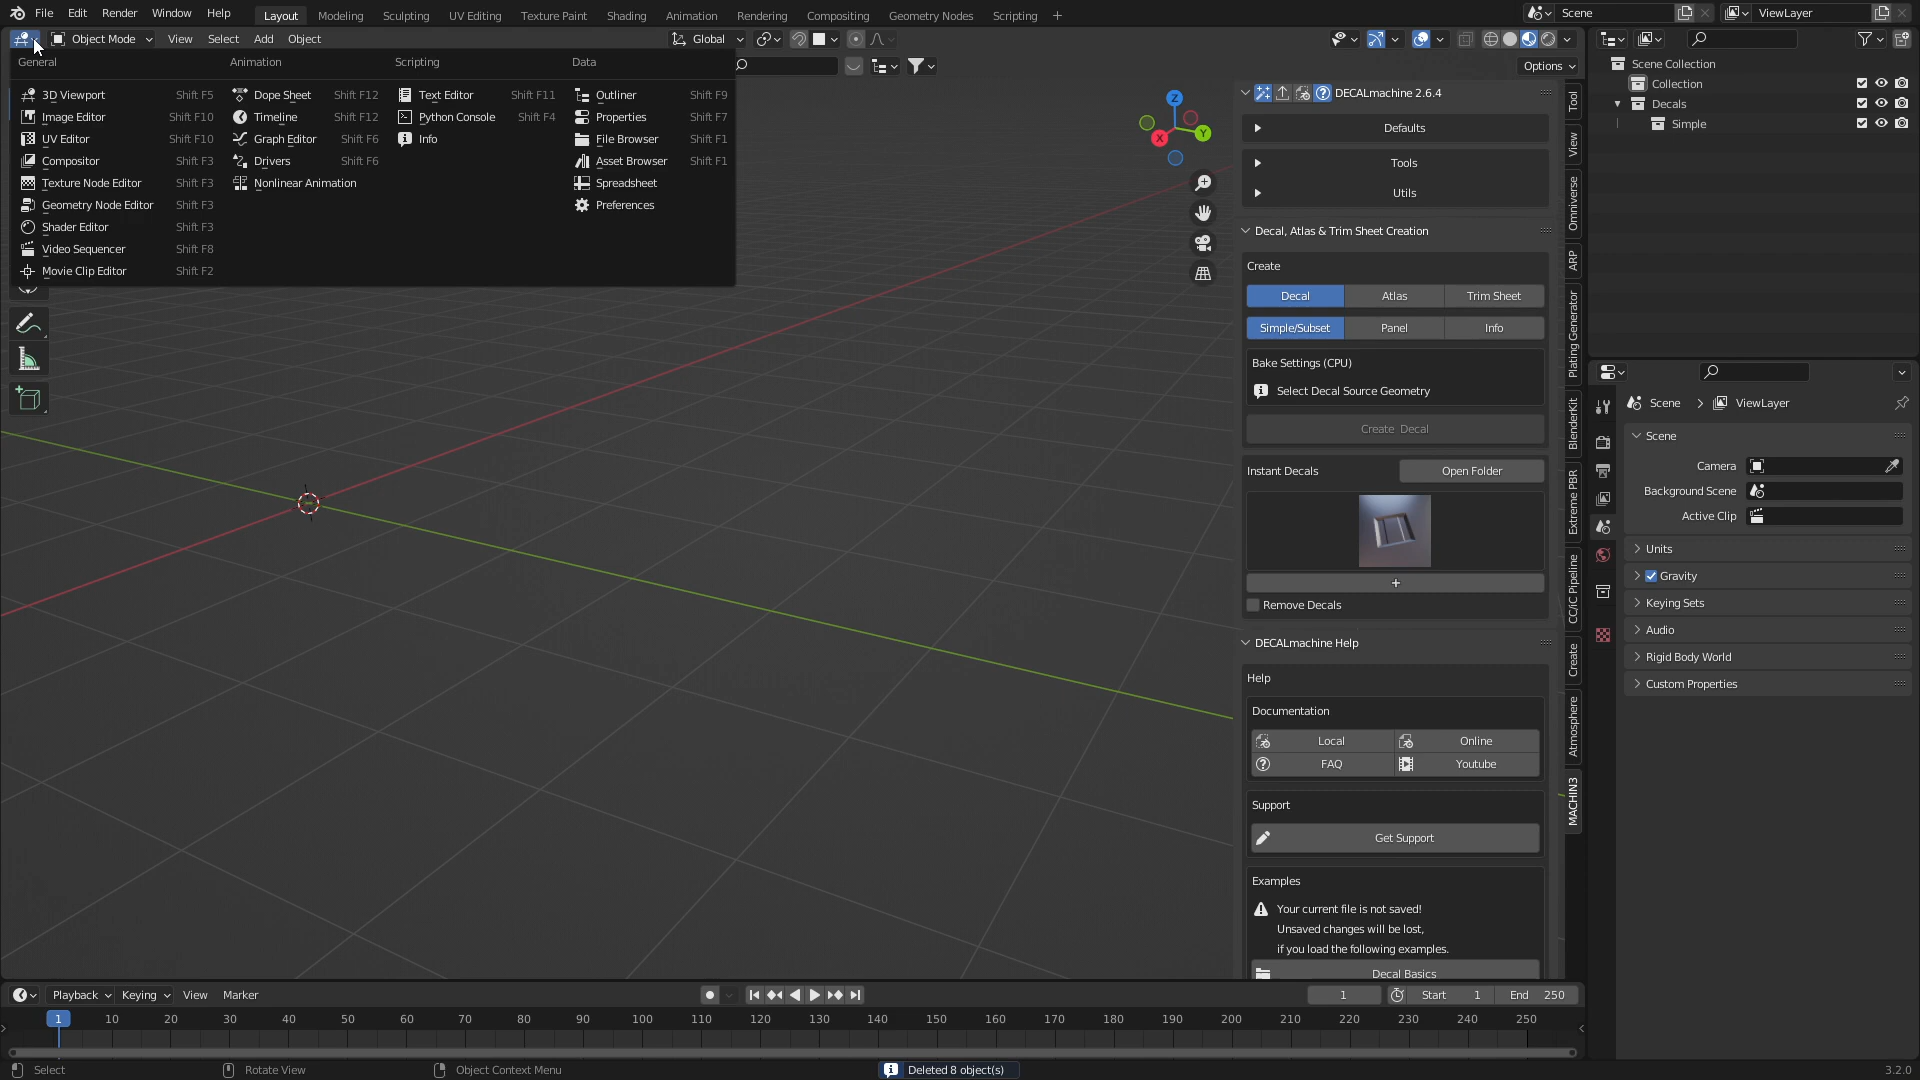 File Edit Render Window Help Layout Modeling Sculpting UV Editing Texture Paint Shading Animation Rendering Compositing Geometry Nodes Scripting + Scene ViewLayer
Object Mode View Select Add Object Global
Options
General Animation Scripting Data
3D Viewport Shift F5 Dope Sheet Shift F12 Text Editor Shift F11 Outliner Shift F9
Image Editor Shift F10 Timeline Shift F12 Python Console Shift F4 Properties Shift F7
UV Editor Shift F10 Graph Editor Shift F6 Info File Browser Shift F1
Compositor Shift F3 Drivers Shift F6 Asset Browser Shift F1
Texture Node Editor Shift F3 Nonlinear Animation Spreadsheet
Geometry Node Editor Shift F3 Preferences
Shader Editor Shift F3
Video Sequencer Shift F8
Movie Clip Editor Shift F2
Z
Y
X
DECALmachine 2.6.4
Defaults
Tools
Utils
Decal, Atlas & Trim Sheet Creation
Create
Decal Atlas Trim Sheet
Simple/Subset Panel Info
Bake Settings (CPU)
Select Decal Source Geometry
Create Decal
Instant Decals Open Folder
+
Remove Decals
DECALmachine Help
Help
Documentation
Local Online
FAQ Youtube
Support
Get Support
Examples
Your current file is not saved!
Unsaved changes will be lost,
if you load the following examples.
Decal Basics
Tool
View
Omniverse
ARP
Plating Generator
BlenderKit
Extreme PBR
CC/iC Pipeline
Create
Atmosphere
MACHIN3
Scene Collection
Collection
Decals
Simple
Scene ViewLayer
Scene
Camera
Background Scene
Active Clip
Units
Gravity
Keying Sets
Audio
Rigid Body World
Custom Properties
Playback Keying View Marker 1 Start 1 End 250
1 10 20 30 40 50 60 70 80 90 100 110 120 130 140 150 160 170 180 190 200 210 220 230 240 250
Select Rotate View Object Context Menu Deleted 8 object(s) 3.2.0